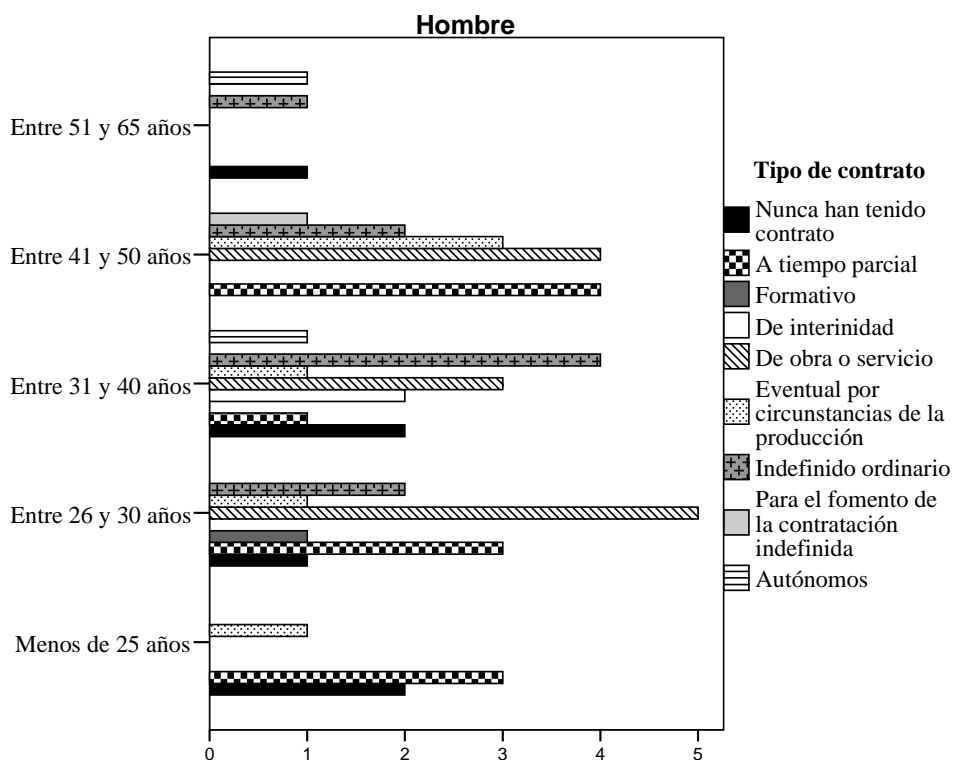 Hombre
Entre 51 y 65 años
Entre 41 y 50 años
Entre 31 y 40 años
Entre 26 y 30 años
Menos de 25 años
0 1 2 3 4 5
Tipo de contrato
Nunca han tenido
contrato
A tiempo parcial
Formativo
De interinidad
De obra o servicio
Eventual por
circunstancias de la
producción
Indefinido ordinario
Para el fomento de
la contratación
indefinida
Autónomos